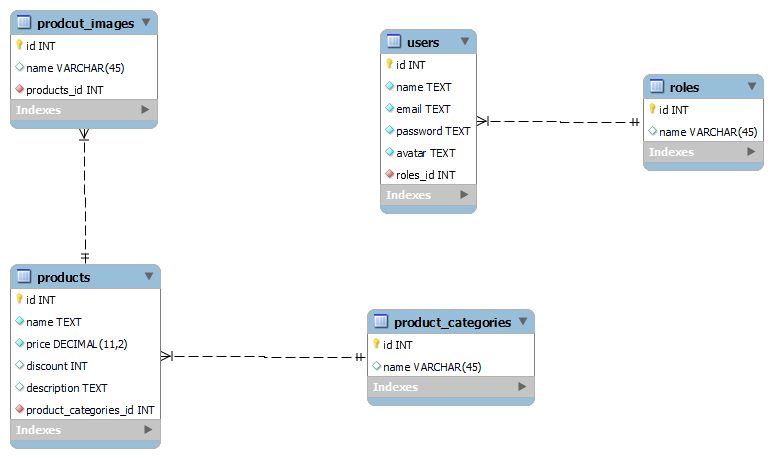 prodcut_images
id INT
name VARCHAR(45)
products_id INT
Indexes
users
id INT
name TEXT
email TEXT
password TEXT
avatar TEXT
roles_id INT
Indexes
roles
id INT
name VARCHAR(45)
Indexes
products
id INT
name TEXT
price DECIMAL(11,2)
discount INT
description TEXT
product_categories_id INT
Indexes
product_categories
id INT
name VARCHAR(45)
Indexes